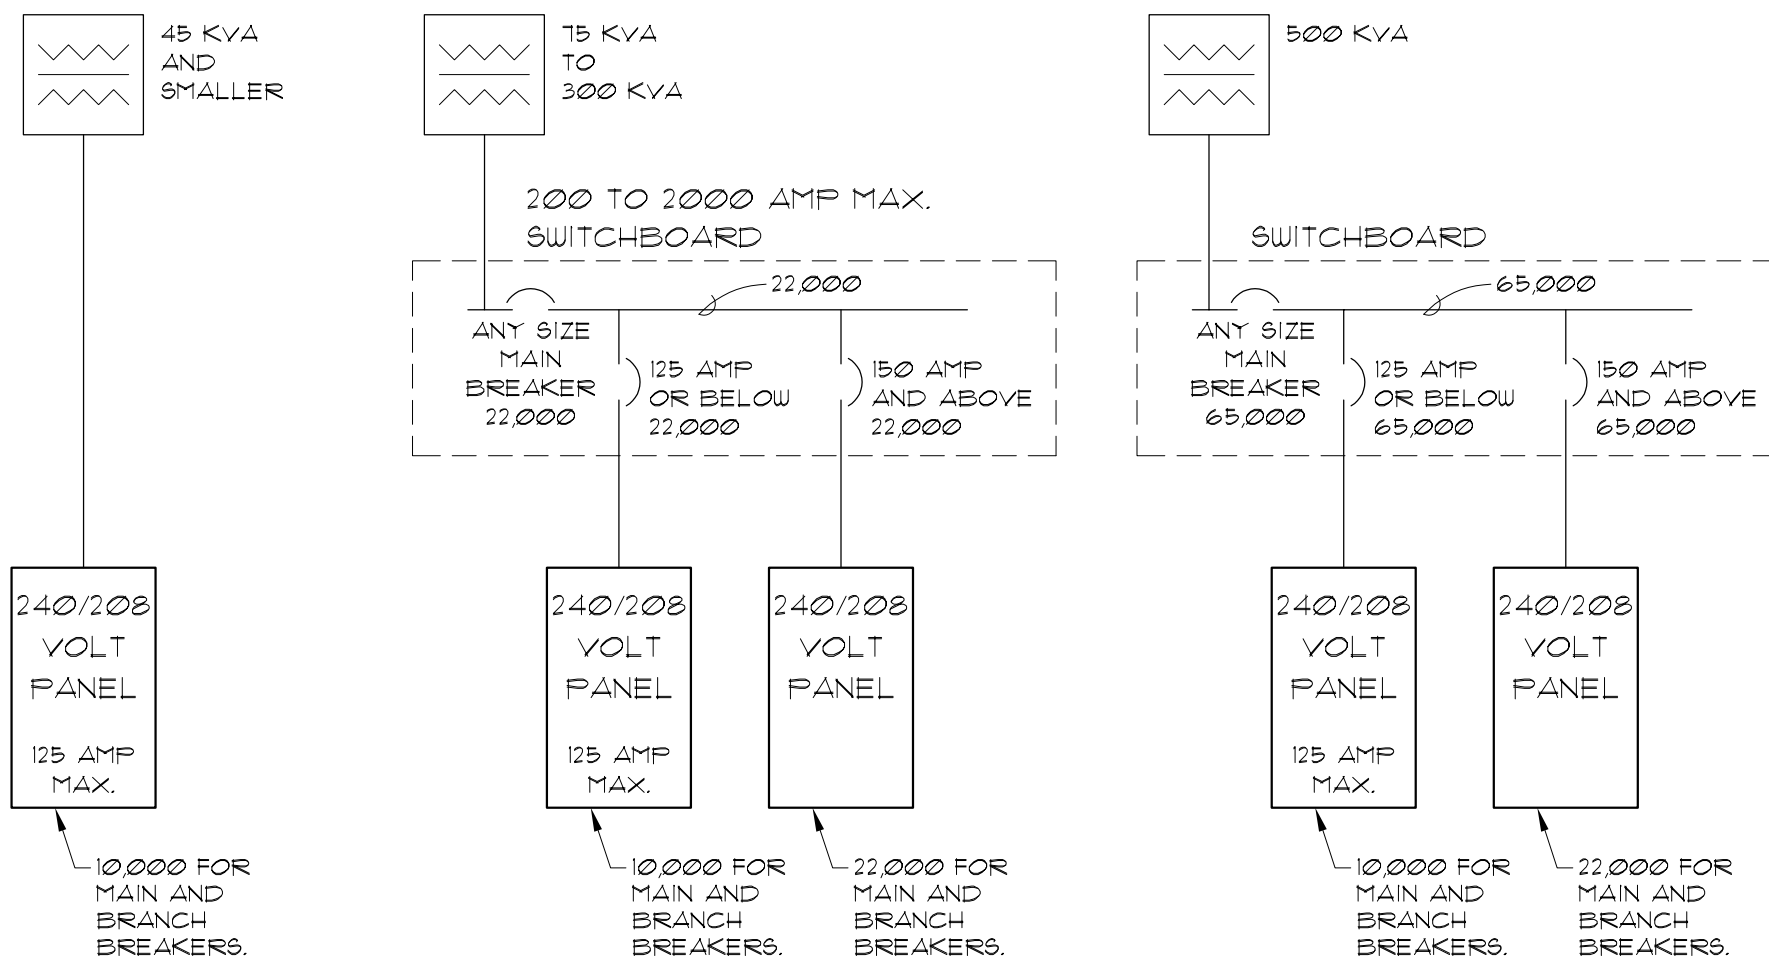 45 KVA
AND
SMALLER
75 KVA
TO
300 KVA
500 KVA
200 TO 2000 AMP MAX.
SWITCHBOARD
SWITCHBOARD
22,000
ANY SIZE
MAIN
BREAKER
22,000
125 AMP
OR BELOW
22,000
150 AMP
AND ABOVE
22,000
65,000
ANY SIZE
MAIN
BREAKER
65,000
125 AMP
OR BELOW
65,000
150 AMP
AND ABOVE
65,000
240/208
VOLT
PANEL
125 AMP
MAX.
240/208
VOLT
PANEL
125 AMP
MAX.
240/208
VOLT
PANEL
240/208
VOLT
PANEL
125 AMP
MAX.
240/208
VOLT
PANEL
10,000 FOR
MAIN AND
BRANCH
BREAKERS.
10,000 FOR
MAIN AND
BRANCH
BREAKERS.
22,000 FOR
MAIN AND
BRANCH
BREAKERS.
10,000 FOR
MAIN AND
BRANCH
BREAKERS.
22,000 FOR
MAIN AND
BRANCH
BREAKERS.